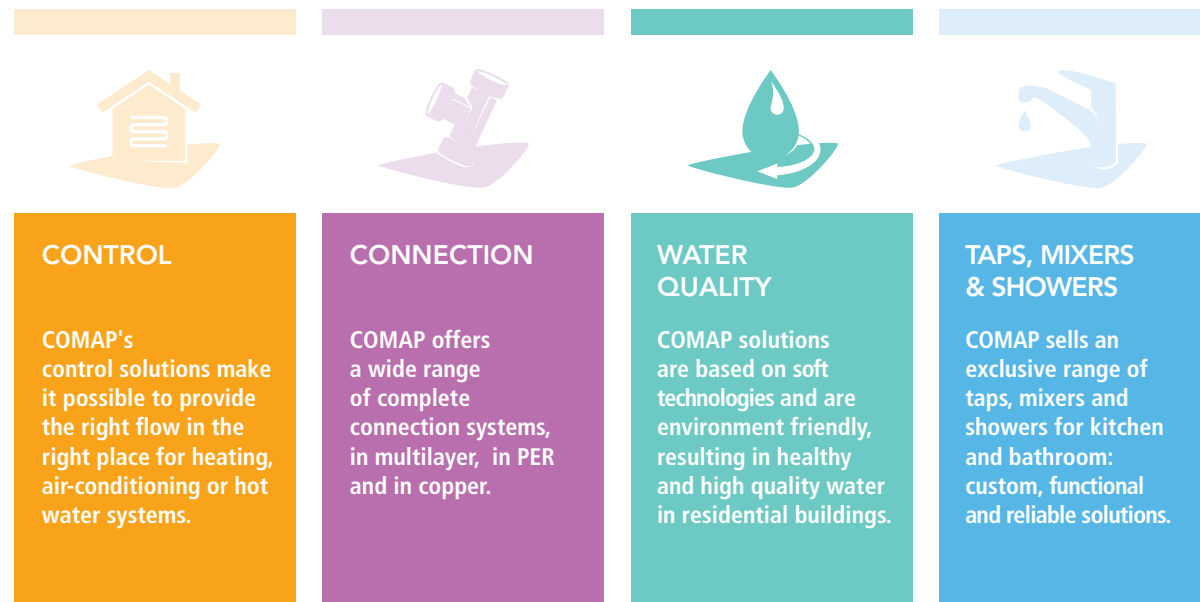 CONTROL
COMAP's
control solutions make
it possible to provide
the right flow in the
right place for heating,
air-conditioning or hot
water systems.
CONNECTION
COMAP offers
a wide range
of complete
connection systems,
in multilayer,  in PER
and in copper.
WATER
QUALITY
COMAP solutions
are based on soft
technologies and are
environment friendly,
resulting in healthy
and high quality water
in residential buildings.
TAPS, MIXERS
& SHOWERS
COMAP sells an
exclusive range of
taps, mixers and
showers for kitchen
and bathroom:
custom, functional
and reliable solutions.